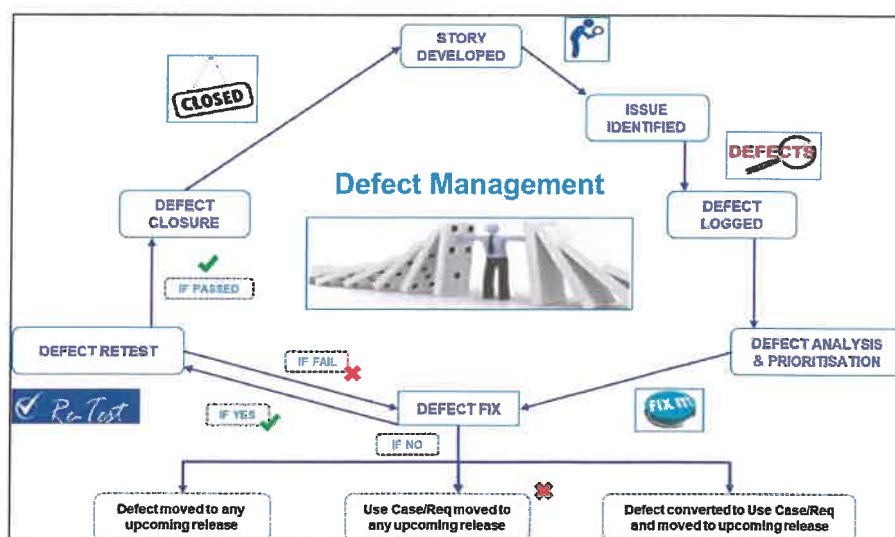 STORY
DEVELOPED
CLOSED
ISSUE
IDENTIFIED
DEFECTS
Defect Management
DEFECT
CLOSURE
DEFECT
LOGGED
IF PASSED
DEFECT RETEST
IF FAIL
DEFECT ANALYSIS
& PRIORITISATION
Re-Test
IF YES
DEFECT FIX
FIX IT!
IF NO
Defect moved to any
upcoming release
Use Case/Req moved to
any upcoming release
Defect converted to Use Case/Req
and moved to upcoming release